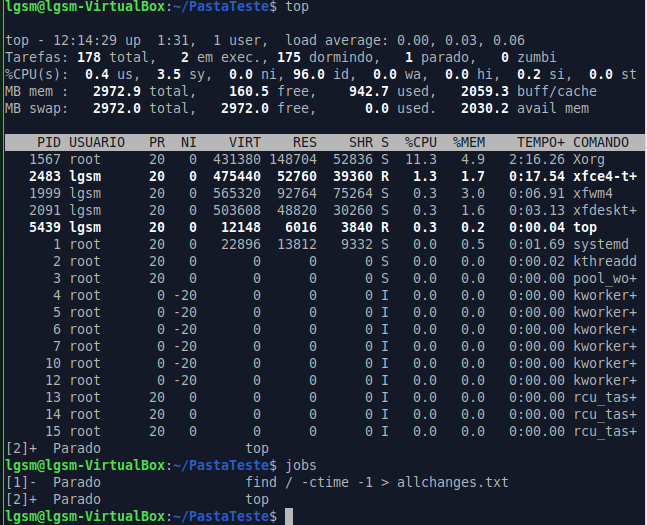 lgsm@lgsm-VirtualBox:~/PastaTeste$ top
top - 12:14:29 up  1:31,  1 user,  load average: 0.00, 0.03, 0.06
Tarefas: 178 total,   2 em exec., 175 dormindo,   1 parado,   0 zumbi
%CPU(s):  0.4 us,  3.5 sy,  0.0 ni, 96.0 id,  0.0 wa,  0.0 hi,  0.2 si,  0.0 st
MB mem :   2972.9 total,    160.5 free,    942.7 used,   2059.3 buff/cache
MB swap:   2972.0 total,   2972.0 free,      0.0 used.   2030.2 avail mem
PID USUARIO   PR  NI    VIRT    RES    SHR S  %CPU  %MEM    TEMPO+ COMANDO
1567 root      20   0  431380 148704  52836 S  11.3   4.9   2:16.26 Xorg
2483 lgsm      20   0  475440  52760  39360 R   1.3   1.7   0:17.54 xfce4-t+
1999 lgsm      20   0  565320  92764  75264 S   0.3   3.0   0:06.91 xfwm4
2091 lgsm      20   0  503608  48820  30260 S   0.3   1.6   0:03.13 xfdeskt+
5439 lgsm      20   0   12148   6016   3840 R   0.3   0.2   0:00.04 top
1 root      20   0   22896  13812   9332 S   0.0   0.5   0:01.69 systemd
2 root      20   0       0      0      0 S   0.0   0.0   0:00.02 kthreadd
3 root      20   0       0      0      0 S   0.0   0.0   0:00.00 pool_wo+
4 root       0 -20       0      0      0 I   0.0   0.0   0:00.00 kworker+
5 root       0 -20       0      0      0 I   0.0   0.0   0:00.00 kworker+
6 root       0 -20       0      0      0 I   0.0   0.0   0:00.00 kworker+
7 root       0 -20       0      0      0 I   0.0   0.0   0:00.00 kworker+
10 root       0 -20       0      0      0 I   0.0   0.0   0:00.00 kworker+
12 root       0 -20       0      0      0 I   0.0   0.0   0:00.00 kworker+
13 root      20   0       0      0      0 I   0.0   0.0   0:00.00 rcu_tas+
14 root      20   0       0      0      0 I   0.0   0.0   0:00.00 rcu_tas+
15 root      20   0       0      0      0 I   0.0   0.0   0:00.00 rcu_tas+
[2]+  Parado                  top
lgsm@lgsm-VirtualBox:~/PastaTeste$ jobs
[1]-  Parado                  find / -ctime -1 > allchanges.txt
[2]+  Parado                  top
lgsm@lgsm-VirtualBox:~/PastaTeste$